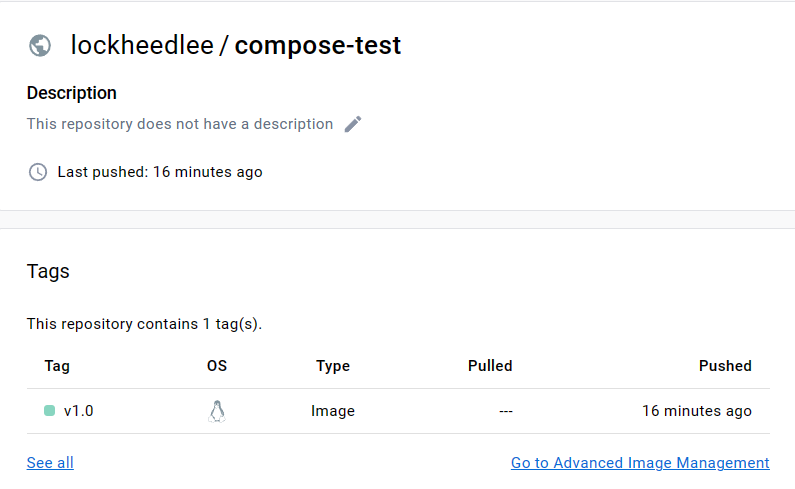 lockheedlee / compose-test
Description
This repository does not have a description
Last pushed: 16 minutes ago
Tags
This repository contains 1 tag(s).
Tag OS Type Pulled Pushed
v1.0 Image --- 16 minutes ago
See all Go to Advanced Image Management